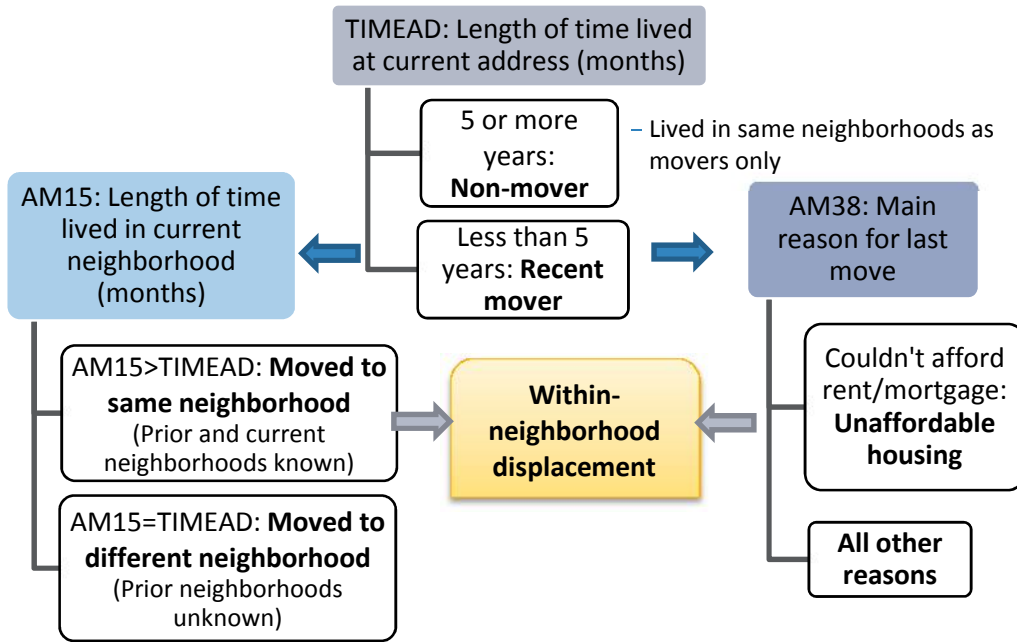 TIMEAD: Length of time lived
at current address (months)
5 or more
years:
Non-mover
– Lived in same neighborhoods as
movers only
AM15: Length of time
lived in current
neighborhood
(months)
Less than 5
years: Recent
mover
AM38: Main
reason for last
move
AM15>TIMEAD: Moved to
same neighborhood
(Prior and current
neighborhoods known)
Within-
neighborhood
displacement
Couldn't afford
rent/mortgage:
Unaffordable
housing
AM15=TIMEAD: Moved to
different neighborhood
(Prior neighborhoods
unknown)
All other
reasons